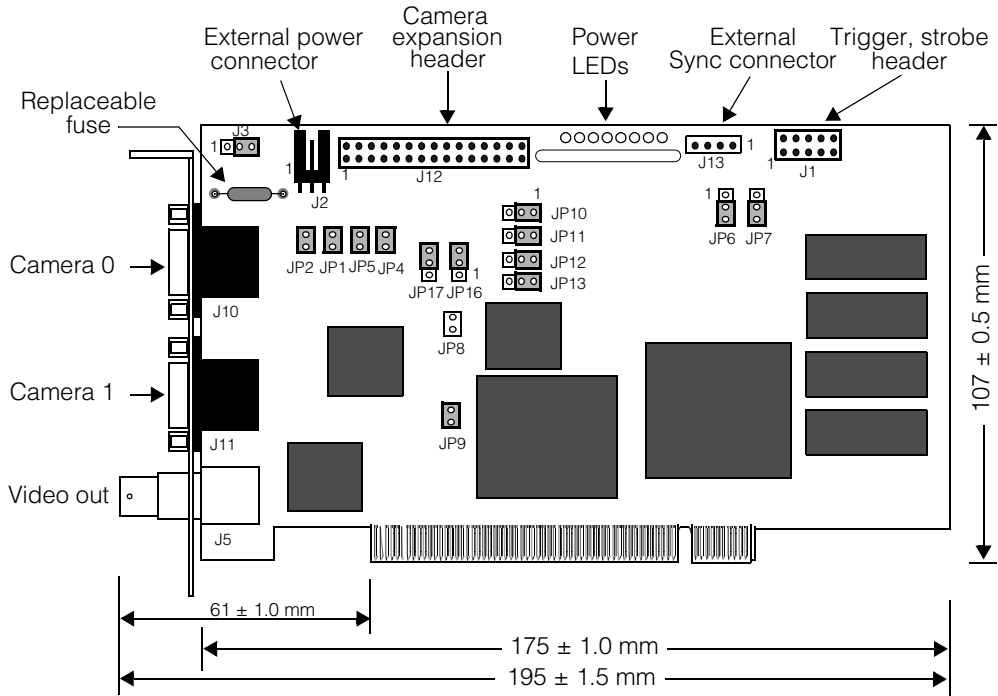 External power
connector
Camera
expansion
header
Power
LEDs
External
Sync connector
Trigger, strobe
header
Replaceable
fuse
J3
1
1
J2
1
J12
J13
1
1
J1
1
JP10
JP11
JP12
JP13
1
JP6
JP7
JP2
JP1
JP5
JP4
JP17
JP16
1
JP8
JP9
Camera 0
J10
Camera 1
J11
Video out
J5
107 ± 0.5 mm
61 ± 1.0 mm
175 ± 1.0 mm
195 ± 1.5 mm